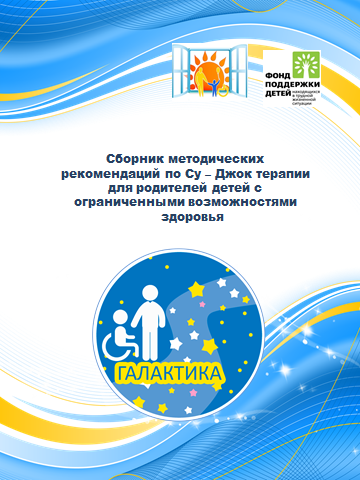 ФОНД
ПОДДЕРЖКИ
ДЕТЕЙ
находящихся
в трудной
жизненной
ситуации
Сборник методических
рекомендаций по Су – Джок терапии
для родителей детей с
ограниченными возможностями
здоровья
ГАЛАКТИКА